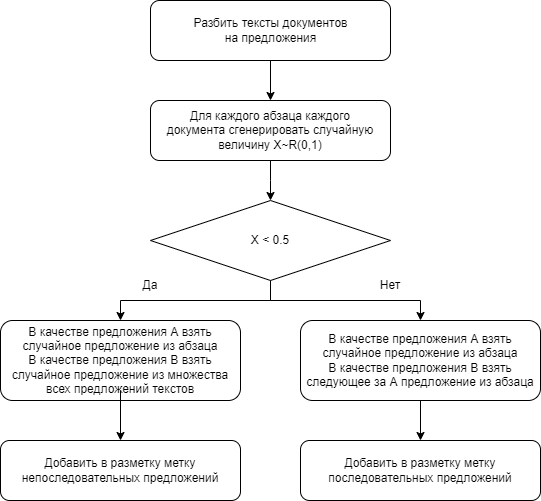 Разбить тексты документов
на предложения
Для каждого абзаца каждого
документа сгенерировать случайную
величину X~R(0,1)
X < 0.5
Да
Нет
В качестве предложения А взять
случайное предложение из абзаца
В качестве предложения В взять
случайное предложение из множества
всех предложений текстов
В качестве предложения А взять
случайное предложение из абзаца
В качестве предложения В взять
следующее за А предложение из абзаца
Добавить в разметку метку
непоследовательных предложений
Добавить в разметку метку
последовательных предложений